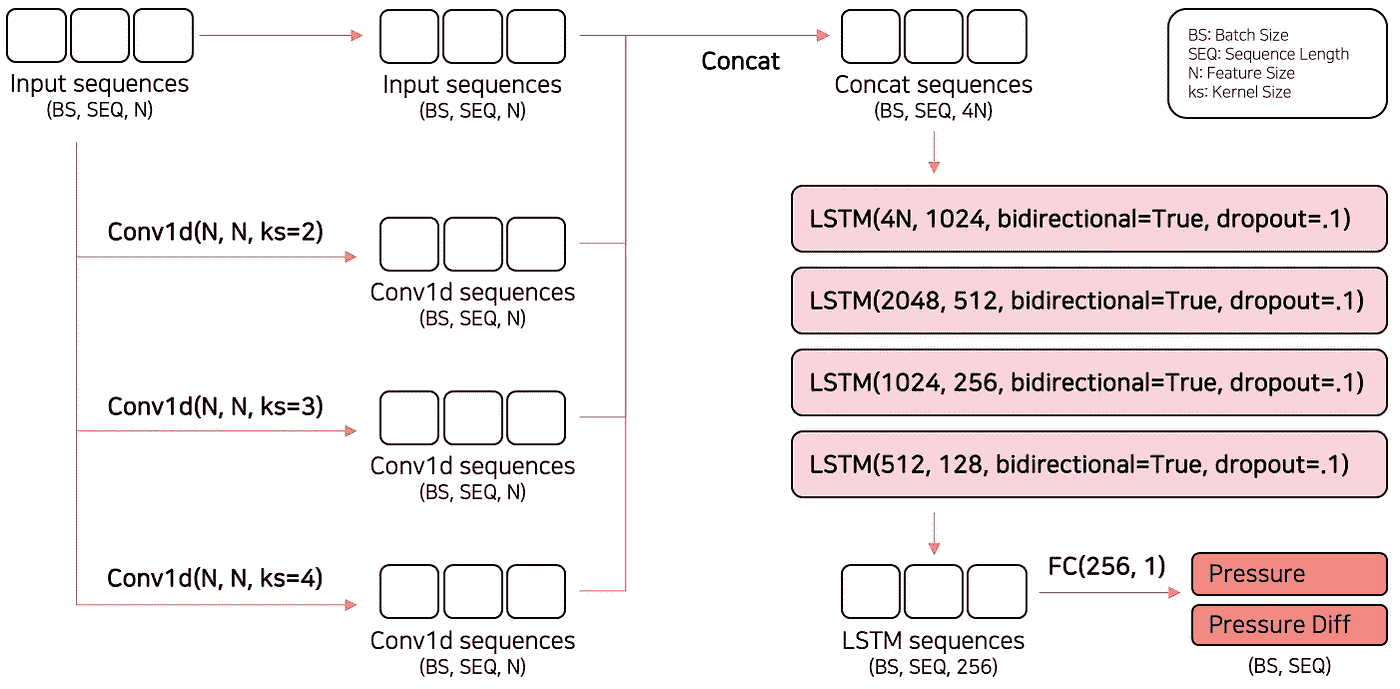 Input sequences
(BS, SEQ, N)
Input sequences
(BS, SEQ, N)
Concat
Concat sequences
(BS, SEQ, 4N)
BS: Batch Size
SEQ: Sequence Length
N: Feature Size
ks: Kernel Size
Conv1d(N, N, ks=2)
Conv1d sequences
(BS, SEQ, N)
Conv1d(N, N, ks=3)
Conv1d sequences
(BS, SEQ, N)
Conv1d(N, N, ks=4)
Conv1d sequences
(BS, SEQ, N)
LSTM(4N, 1024, bidirectional=True, dropout=.1)
LSTM(2048, 512, bidirectional=True, dropout=.1)
LSTM(1024, 256, bidirectional=True, dropout=.1)
LSTM(512, 128, bidirectional=True, dropout=.1)
LSTM sequences
(BS, SEQ, 256)
FC(256, 1)
Pressure
Pressure Diff
(BS, SEQ)